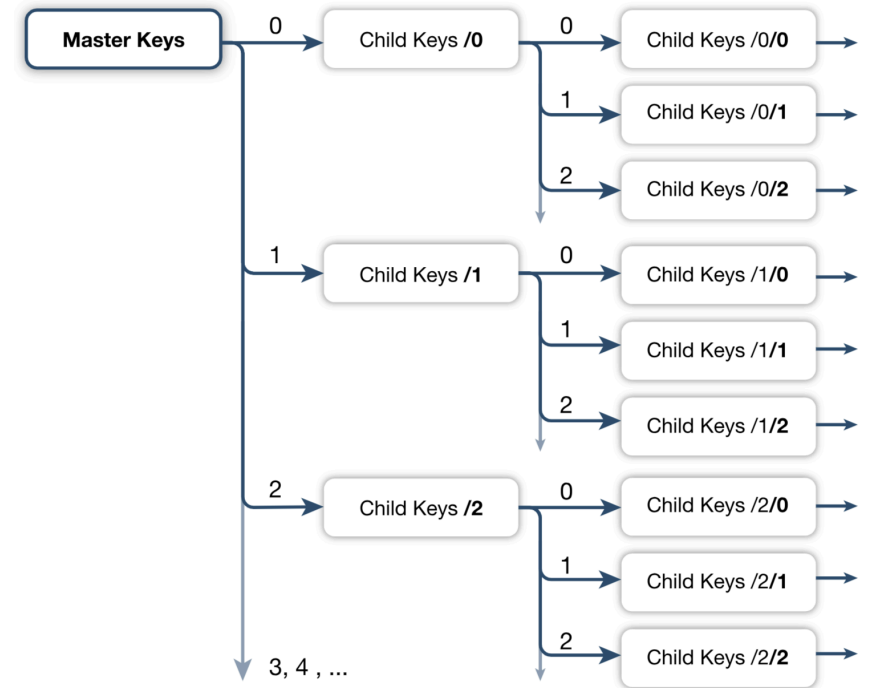 Master Keys
0
Child Keys /0
0
Child Keys /0/0
1
Child Keys /0/1
2
Child Keys /0/2
1
Child Keys /1
0
Child Keys /1/0
1
Child Keys /1/1
2
Child Keys /1/2
2
Child Keys /2
0
Child Keys /2/0
1
Child Keys /2/1
2
Child Keys /2/2
3, 4 , ...